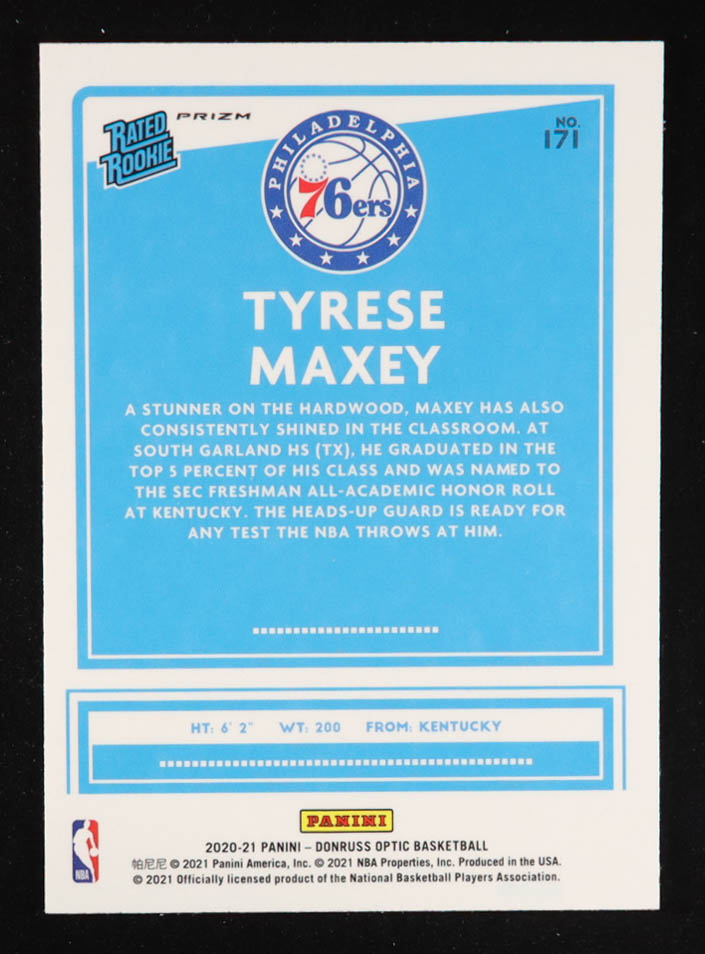 RATED
ROOKIE
PRIZM
NO.
171
PHILADELPHIA
76ers
TYRESE
MAXEY
A STUNNER ON THE HARDWOOD, MAXEY HAS ALSO
CONSISTENTLY SHINED IN THE CLASSROOM. AT
SOUTH GARLAND HS (TX), HE GRADUATED IN THE
TOP 5 PERCENT OF HIS CLASS AND WAS NAMED TO
THE SEC FRESHMAN ALL-ACADEMIC HONOR ROLL
AT KENTUCKY. THE HEADS-UP GUARD IS READY FOR
ANY TEST THE NBA THROWS AT HIM.
HT: 6' 2" WT: 200 FROM: KENTUCKY
PANINI
2020-21 PANINI – DONRUSS OPTIC BASKETBALL
帕尼尼 © 2021 Panini America, Inc. © 2021 NBA Properties, Inc. Produced in the USA.
© 2021 Officially licensed product of the National Basketball Players Association.
NBA